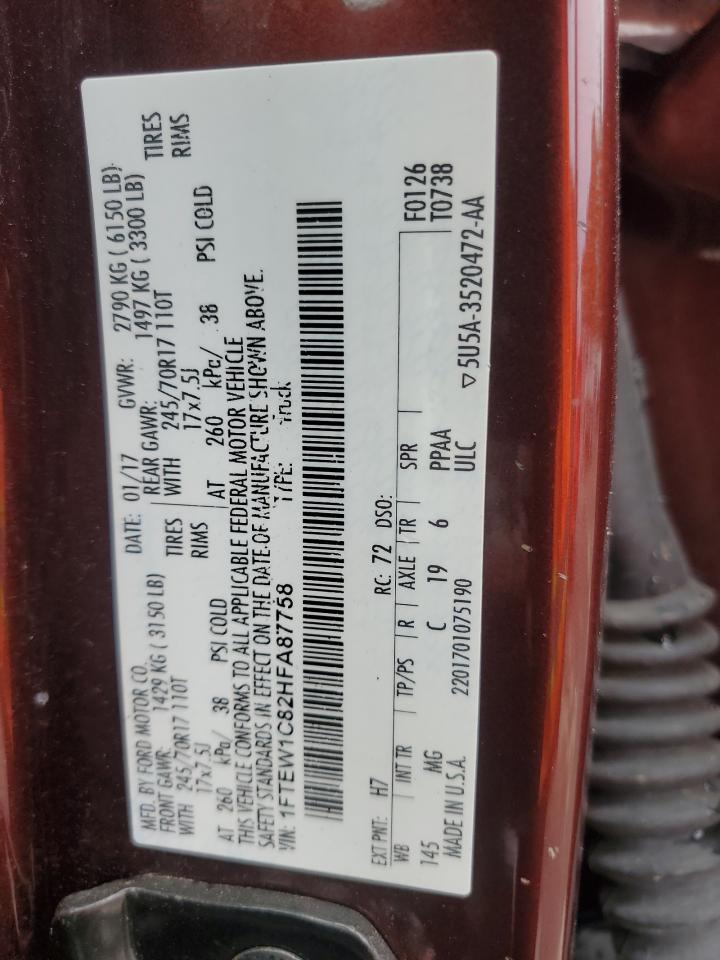 MFD. BY FORD MOTOR CO. DATE: 01/17 GVWR: 2790 KG ( 6150 LB)
FRONT GAWR: 1429 KG ( 3150 LB) REAR GAWR: 1497 KG ( 3300 LB)
WITH 245/70R17 110T TIRES WITH 245/70R17 110T TIRES
17x7.5J RIMS 17x7.5J RIMS
AT 260 kPa/ 38 PSI COLD AT 260 kPa/ 38 PSI COLD
THIS VEHICLE CONFORMS TO ALL APPLICABLE FEDERAL MOTOR VEHICLE
SAFETY STANDARDS IN EFFECT ON THE DATE OF MANUFACTURE SHOWN ABOVE.
VIN: 1FTEW1C82HFA87758 TYPE: Truck
F0126
T0738
EXT PNT: H7 RC: 72 DSO:
WB INT TR TP/PS R AXLE TR SPR
145 MG C 19 6 PPAA
MADE IN U.S.A. 2201701075190 ULC ▽ 5U5A-3520472-AA